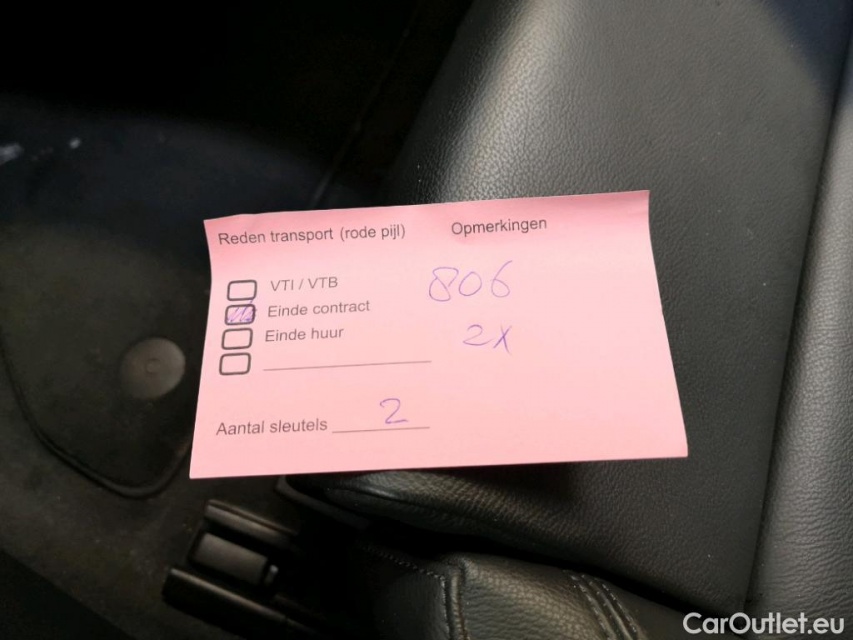 Reden transport (rode pijl) Opmerkingen
VTI / VTB 806
Einde contract
Einde huur 2x
Aantal sleutels 2
CarOutlet.eu